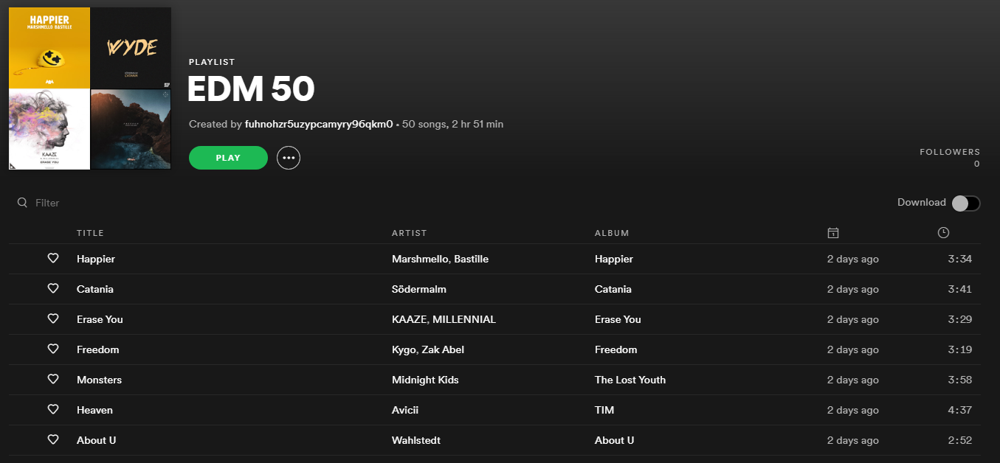 HAPPIER
MARSHMELLO BASTILLE
WYDE
CATANIA
KAAZE
ERASE YOU
PLAYLIST
EDM 50
Created by fuhnohzr5uzypcamyry96qkm0 • 50 songs, 2 hr 51 min
PLAY
FOLLOWERS
0
Filter
Download
TITLE ARTIST ALBUM
Happier Marshmello, Bastille Happier 2 days ago 3:34
Catania Södermalm Catania 2 days ago 3:41
Erase You KAAZE, MILLENNIAL Erase You 2 days ago 3:29
Freedom Kygo, Zak Abel Freedom 2 days ago 3:19
Monsters Midnight Kids The Lost Youth 2 days ago 3:58
Heaven Avicii TIM 2 days ago 4:37
About U Wahlstedt About U 2 days ago 2:52